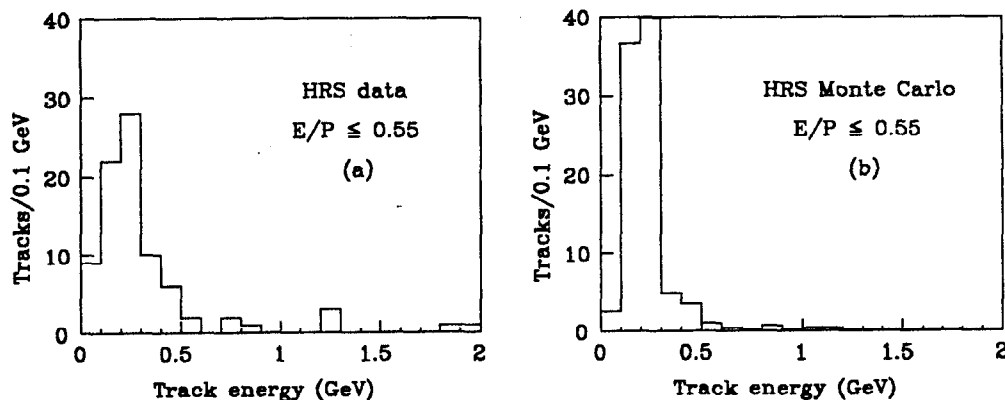 40
30
20
10
0
Tracks/0.1 GeV
HRS data
E/P ≦ 0.55
(a)
0
0.5
1
1.5
2
Track energy (GeV)
40
30
20
10
0
Tracks/0.1 GeV
HRS Monte Carlo
E/P ≦ 0.55
(b)
0
0.5
1
1.5
2
Track energy (GeV)